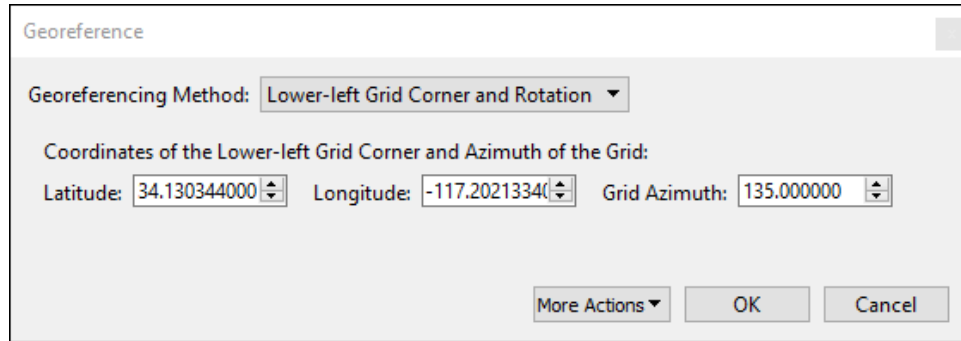 Georeference
Georeferencing Method: Lower-left Grid Corner and Rotation
Coordinates of the Lower-left Grid Corner and Azimuth of the Grid:
Latitude: 34.130344000 Longitude: -117.2021334 Grid Azimuth: 135.000000
More Actions OK Cancel